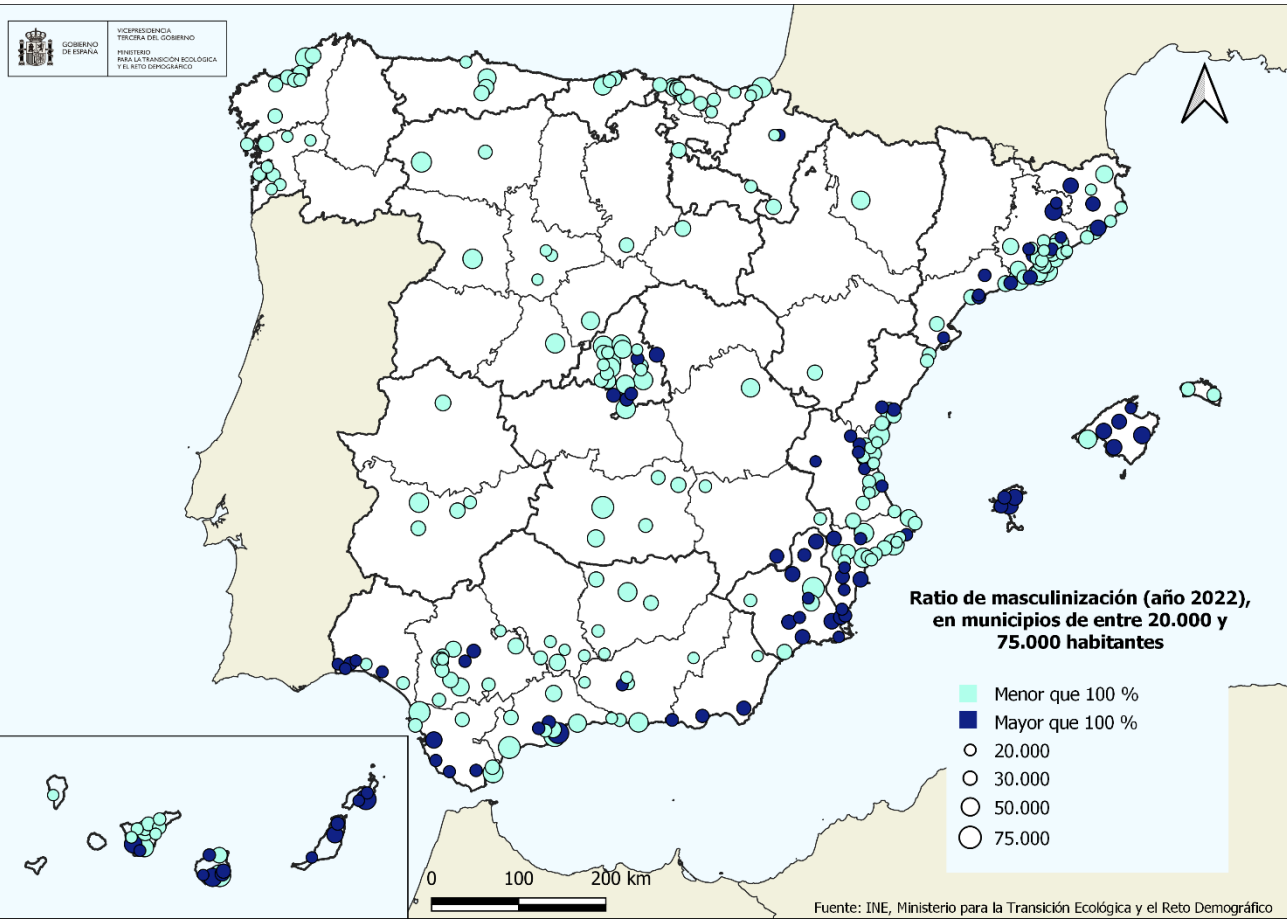 GOBIERNO
DE ESPAÑA
VICEPRESIDENCIA
TERCERA DEL GOBIERNO
MINISTERIO
PARA LA TRANSICIÓN ECOLÓGICA
Y EL RETO DEMOGRÁFICO
Ratio de masculinización (año 2022),
en municipios de entre 20.000 y
75.000 habitantes
Menor que 100 %
Mayor que 100 %
20.000
30.000
50.000
75.000
0 100 200 km
Fuente: INE, Ministerio para la Transición Ecológica y el Reto Demográfico